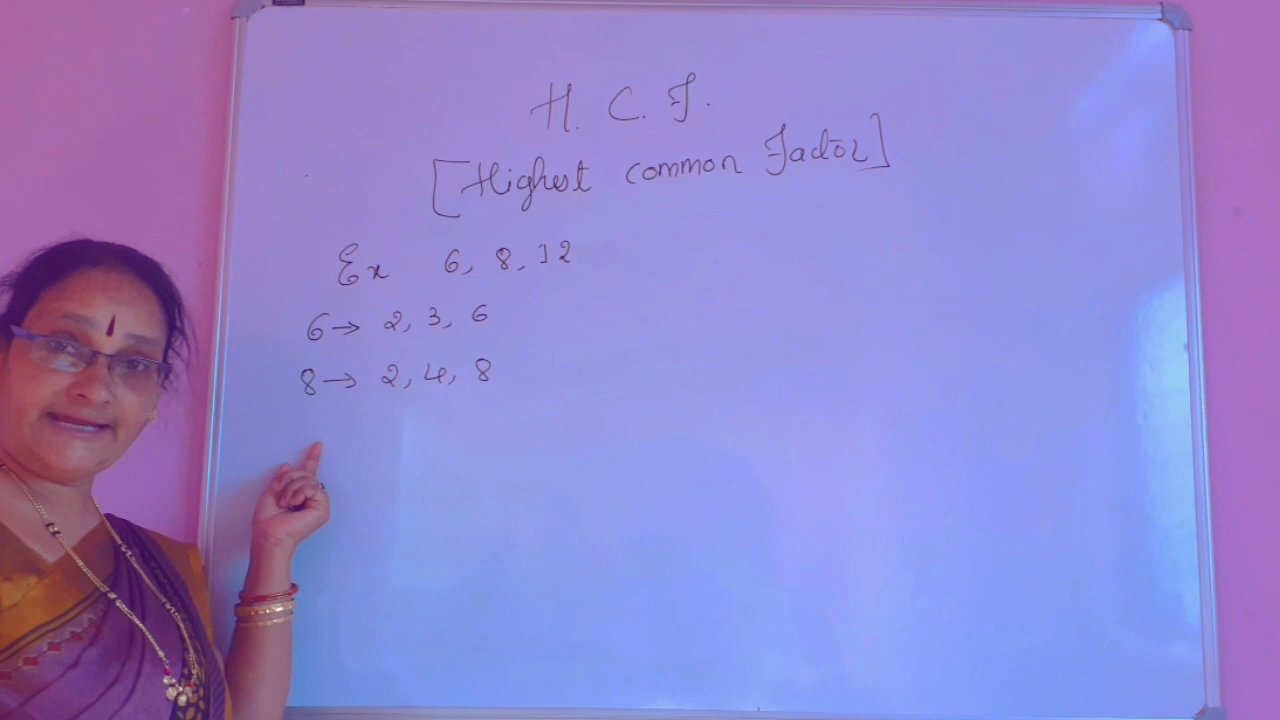 H. C. F.
[Highest common Factor]
Ex 6, 8, 12
6→ 2, 3, 6
8→ 2, 4, 8